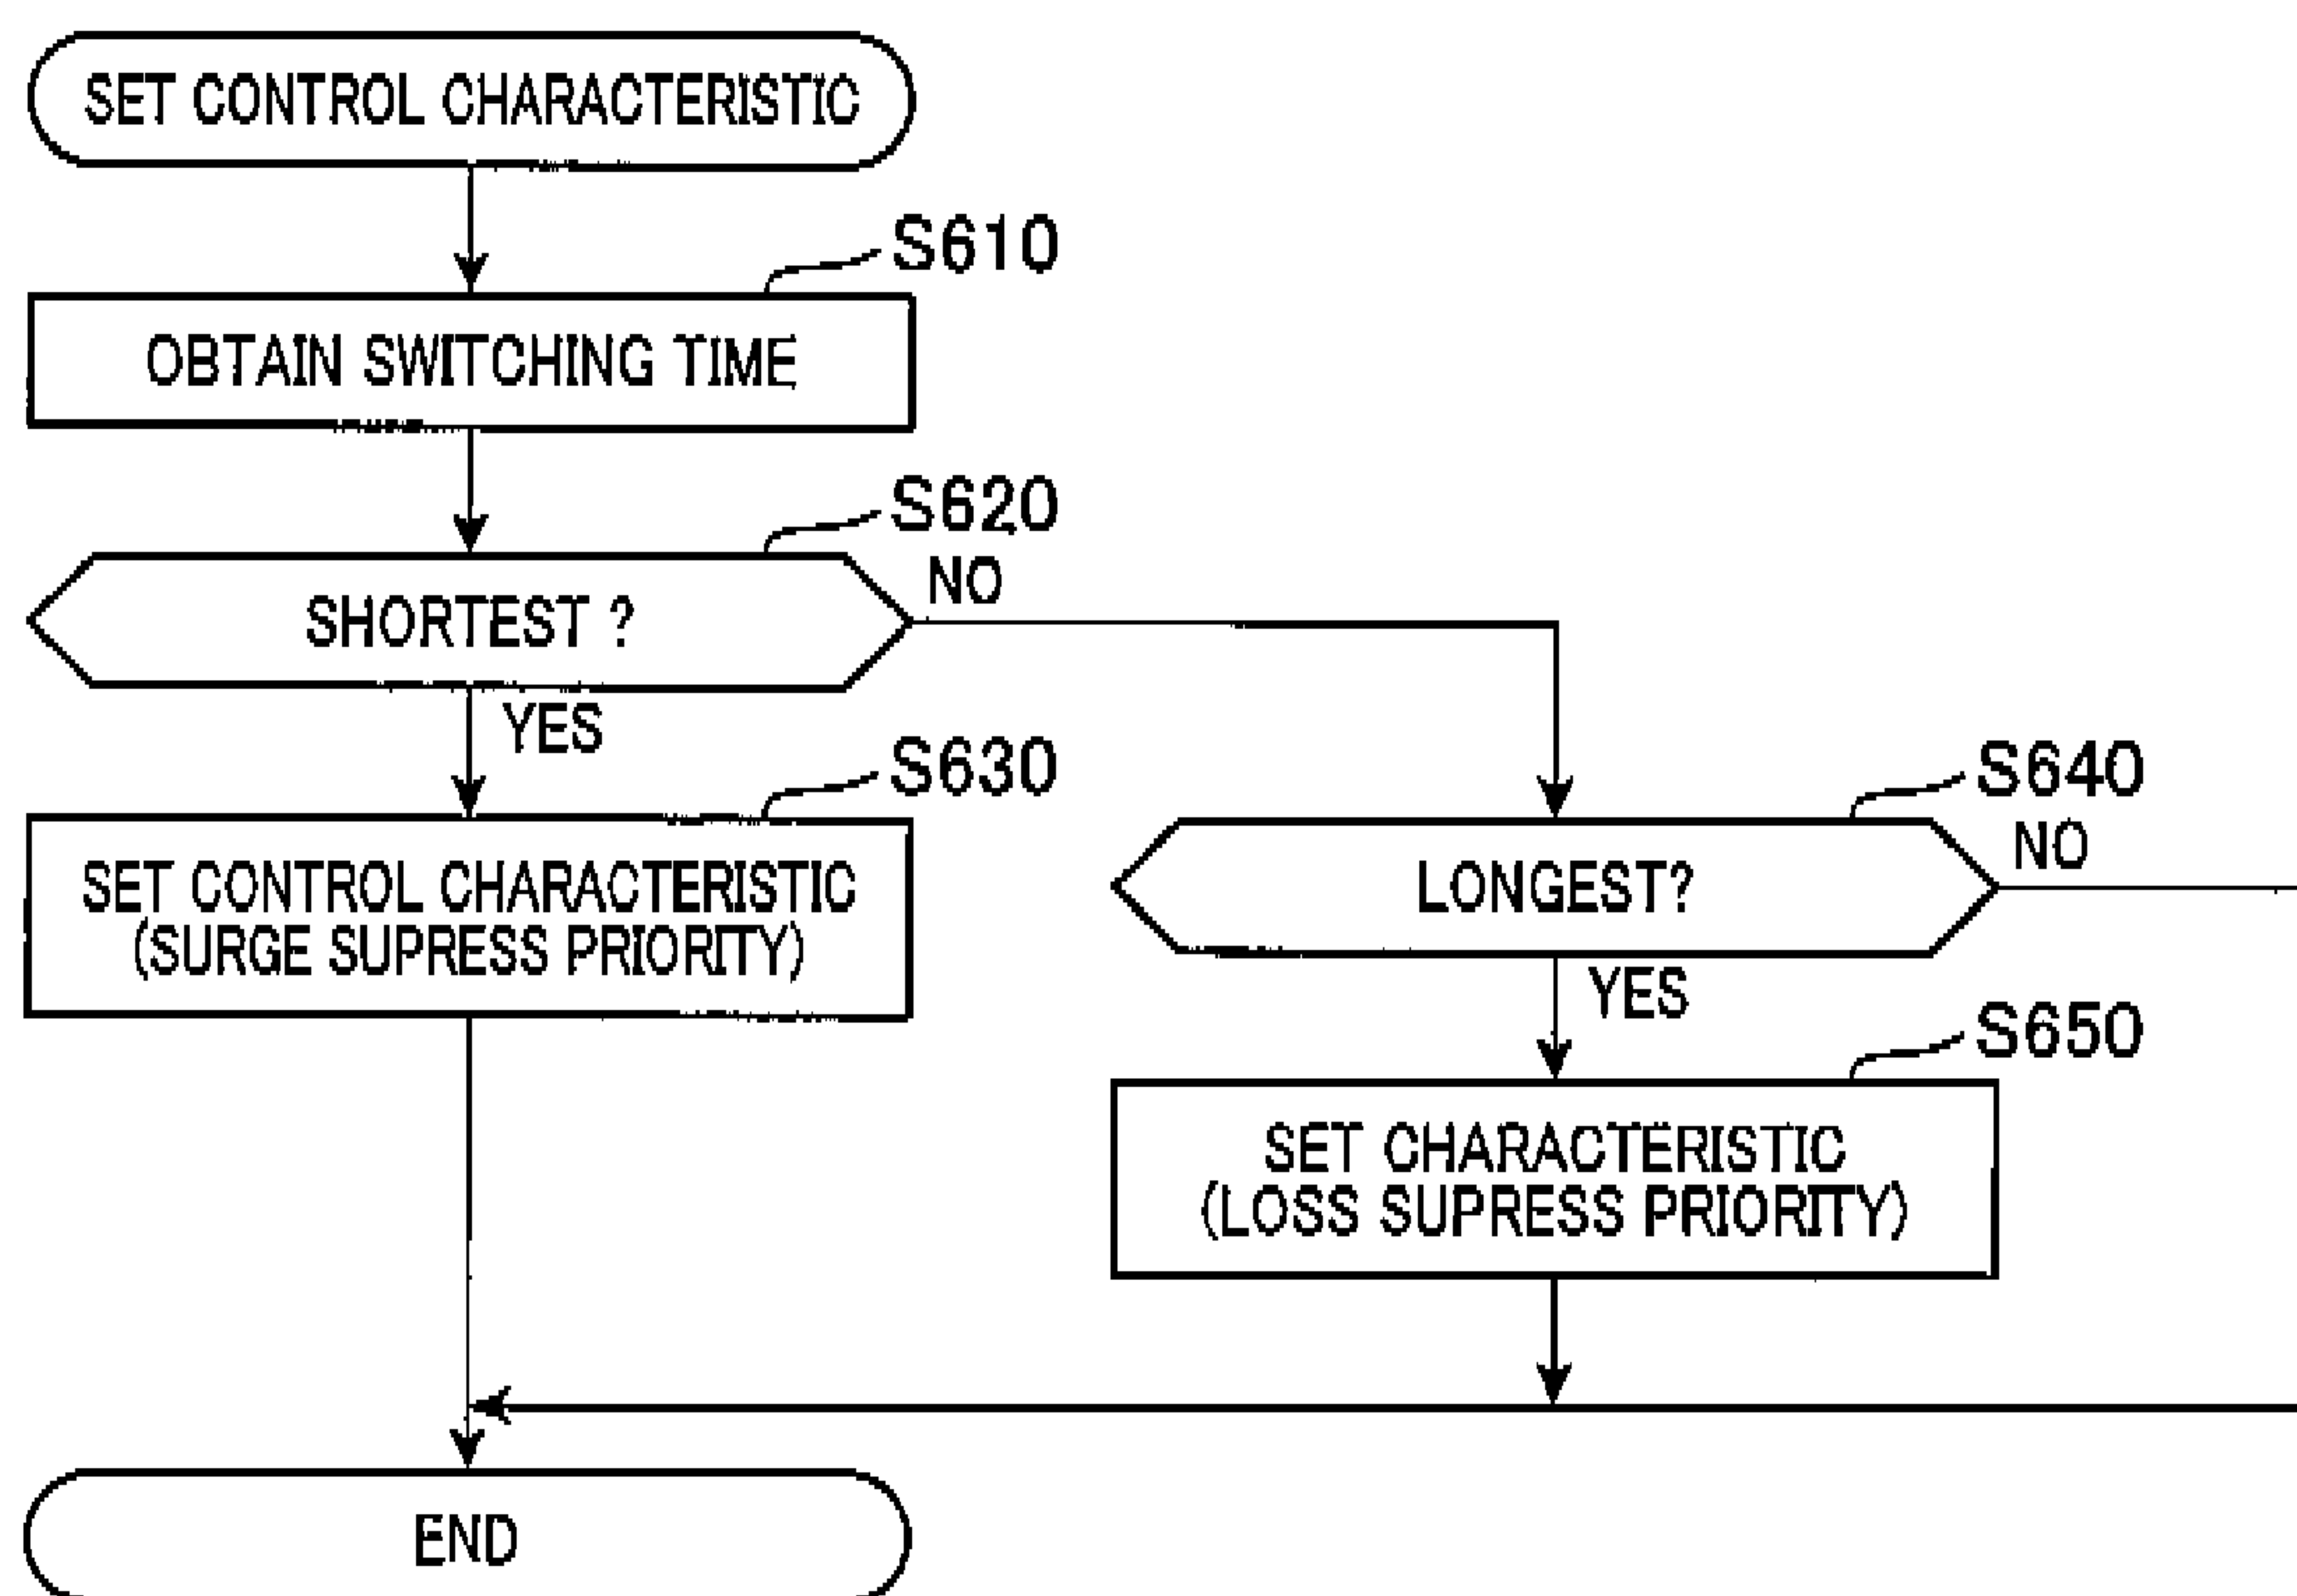 SET CONTROL CHARACTERISTIC
S610
OBTAIN SWITCHING TIME
S620
SHORTEST ?
NO
YES
S630
SET CONTROL CHARACTERISTIC
(SURGE SUPRESS PRIORITY)
S640
LONGEST?
NO
YES
S650
SET CHARACTERISTIC
(LOSS SUPRESS PRIORITY)
END